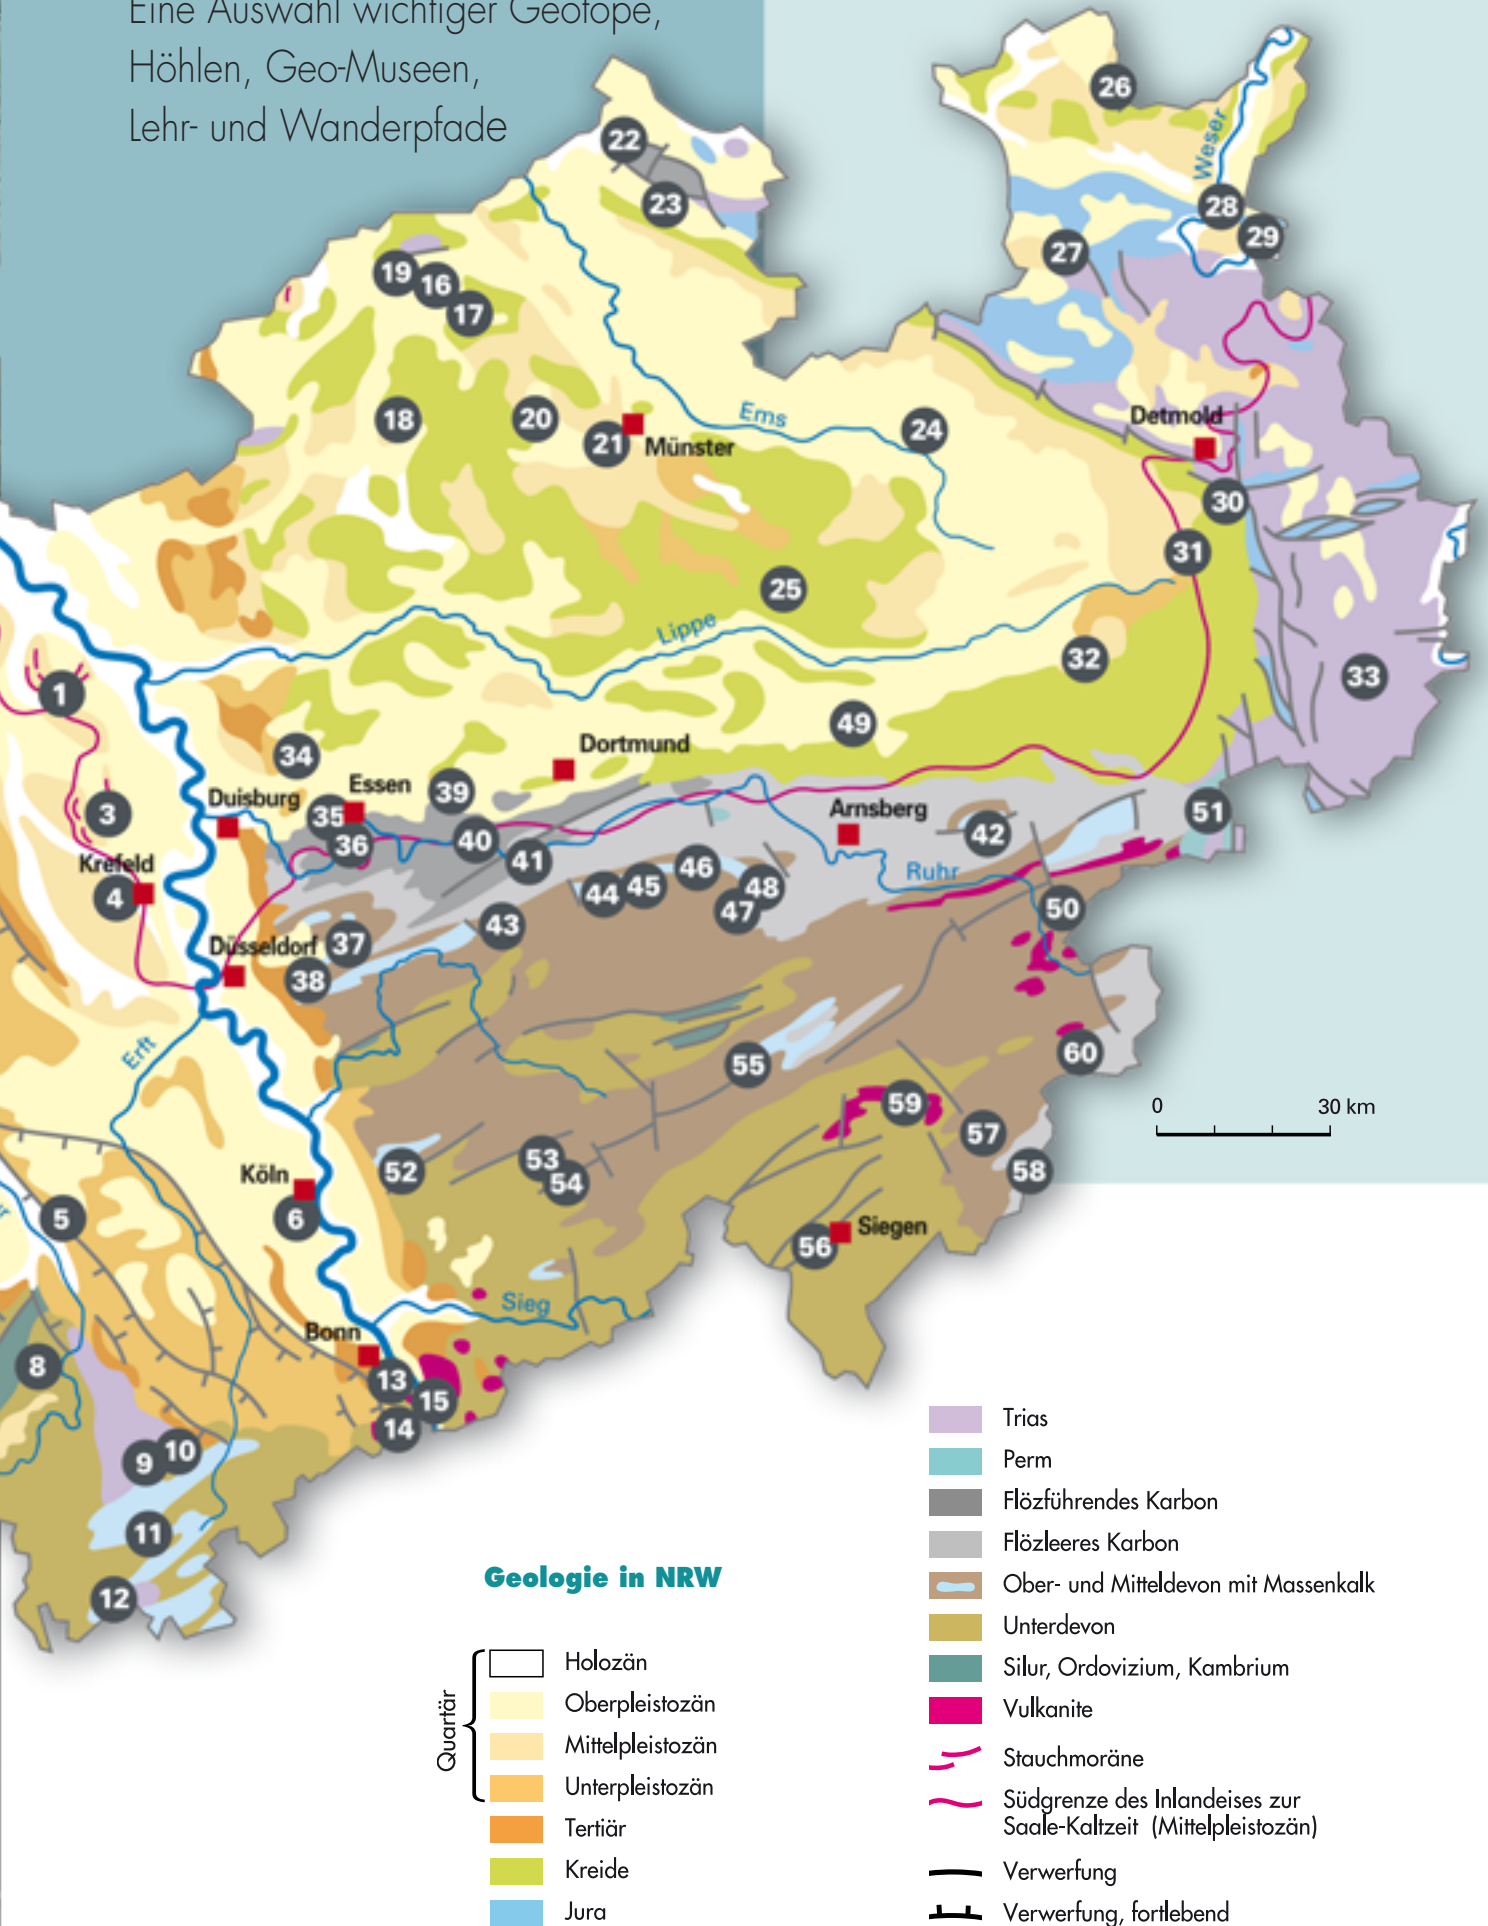 Eine Auswahl wichtiger Geotope,
Höhlen, Geo-Museen,
Lehr- und Wanderpfade
26
22
Weser
23
28
29
27
19
16
17
18
20
21
Münster
Ems
24
Detmold
30
31
25
Lippe
32
33
1
49
34
Dortmund
Essen
39
Duisburg
35
3
36
40
41
Arnsberg
42
51
Krefeld
4
46
44
45
48
47
Ruhr
50
43
Düsseldorf
37
38
Erft
55
60
59
0
30 km
57
52
53
54
58
Köln
5
6
56
Siegen
Sieg
Bonn
8
13
15
14
9
10
11
12
Geologie in NRW
Quartär
Holozän
Oberpleistozän
Mittelpleistozän
Unterpleistozän
Tertiär
Kreide
Jura
Trias
Perm
Flözführendes Karbon
Flözleeres Karbon
Ober- und Mitteldevon mit Massenkalk
Unterdevon
Silur, Ordovizium, Kambrium
Vulkanite
Stauchmoräne
Südgrenze des Inlandeises zur
Saale-Kaltzeit (Mittelpleistozän)
Verwerfung
Verwerfung, fortlebend